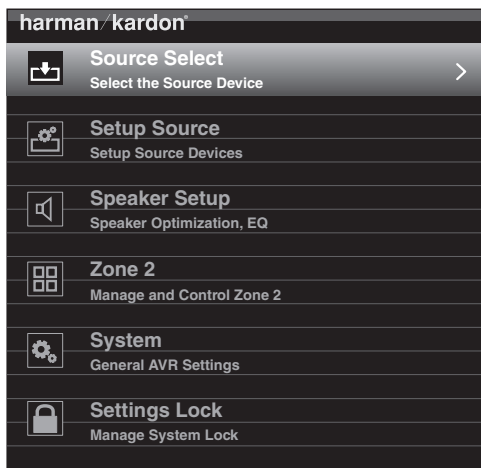 harman/kardon®
Source Select
Select the Source Device
Setup Source
Setup Source Devices
Speaker Setup
Speaker Optimization, EQ
Zone 2
Manage and Control Zone 2
System
General AVR Settings
Settings Lock
Manage System Lock